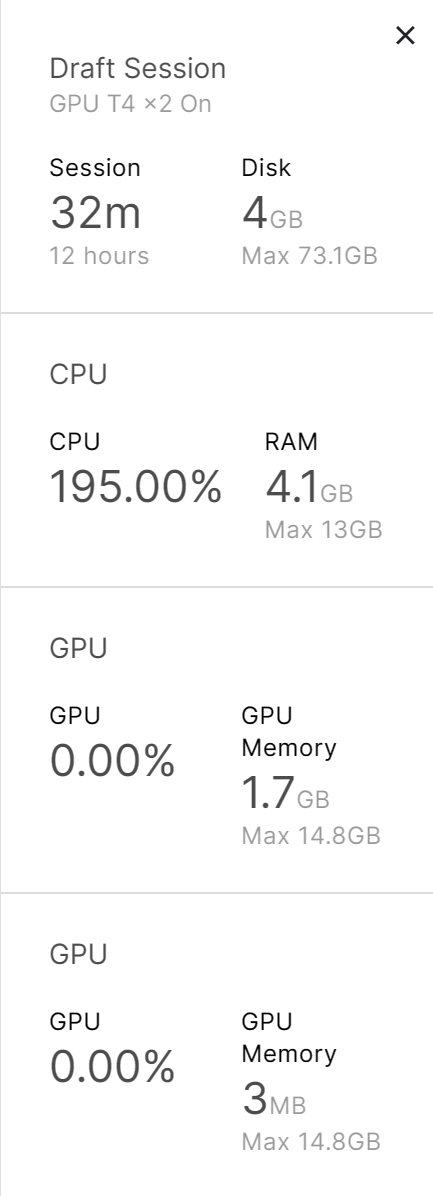 Draft Session
GPU T4 ×2 On
Session
32m
12 hours
Disk
4GB
Max 73.1GB
CPU
CPU
195.00%
RAM
4.1GB
Max 13GB
GPU
GPU
0.00%
GPU
Memory
1.7GB
Max 14.8GB
GPU
GPU
0.00%
GPU
Memory
3MB
Max 14.8GB